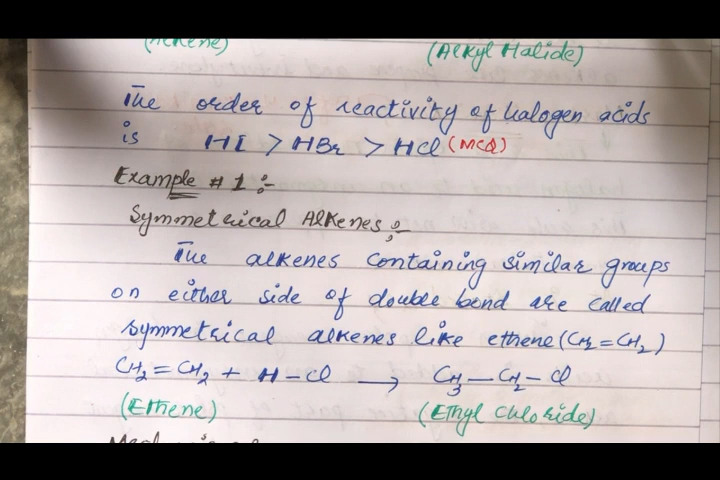 (Alkene) (Alkyl Halide)
The order of reactivity of halogen acids
is HI > HBr > HCl (MCQ)
Example # 1 :-
Symmetrical Alkenes :-
The alkenes containing similar groups
on either side of double bond are called
symmetrical alkenes like ethene (CH₂=CH₂)
CH₂=CH₂ + H-Cl → CH₃-CH₂-Cl
(Ethene) (Ethyl Chloride)